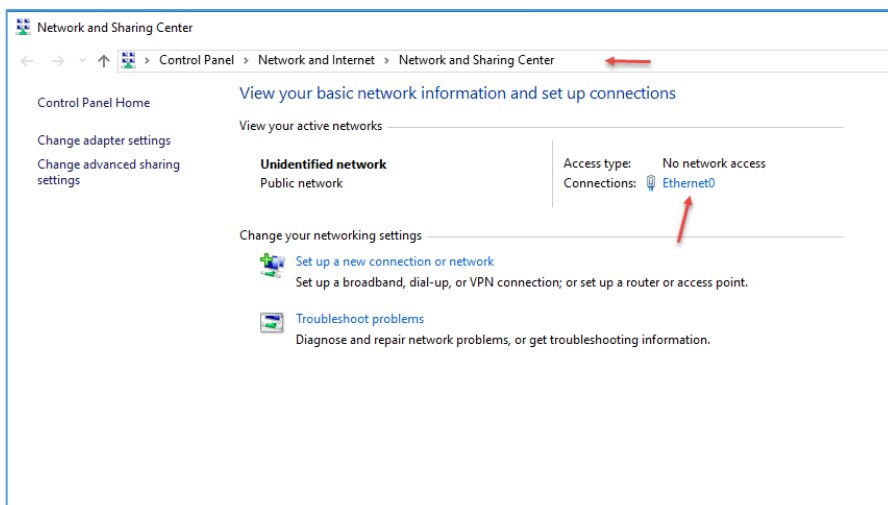 Network and Sharing Center
Control Panel > Network and Internet > Network and Sharing Center
Control Panel Home
Change adapter settings
Change advanced sharing
settings
View your basic network information and set up connections
View your active networks
Unidentified network
Public network
Access type: No network access
Connections: Ethernet0
Change your networking settings
Set up a new connection or network
Set up a broadband, dial-up, or VPN connection; or set up a router or access point.
Troubleshoot problems
Diagnose and repair network problems, or get troubleshooting information.